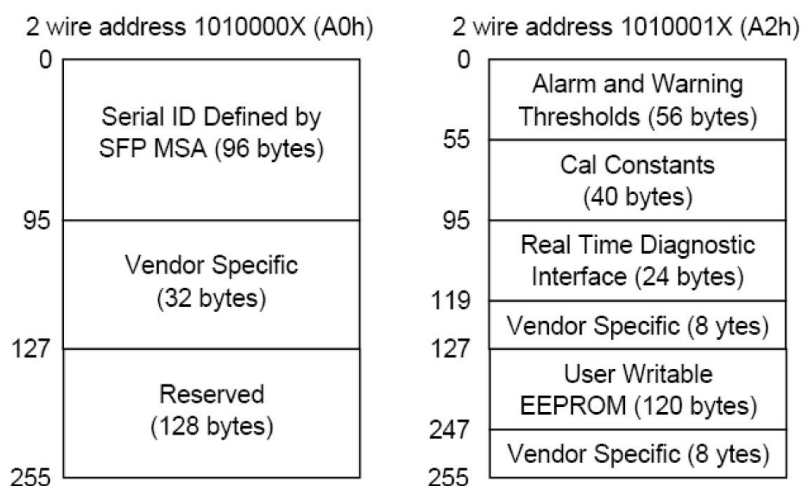 2 wire address 1010000X (A0h)
0
Serial ID Defined by
SFP MSA (96 bytes)
95
Vendor Specific
(32 bytes)
127
Reserved
(128 bytes)
255
2 wire address 1010001X (A2h)
0
Alarm and Warning
Thresholds (56 bytes)
55
Cal Constants
(40 bytes)
95
Real Time Diagnostic
Interface (24 bytes)
119
Vendor Specific (8 ytes)
127
User Writable
EEPROM (120 bytes)
247
Vendor Specific (8 ytes)
255